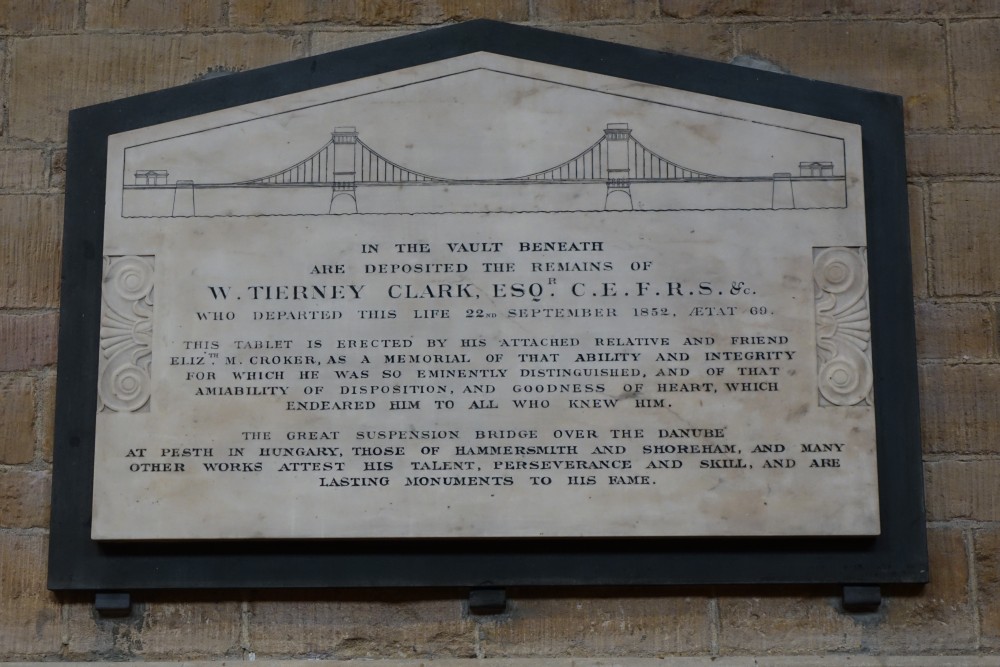 IN THE VAULT BENEATH
ARE DEPOSITED THE REMAINS OF
W. TIERNEY CLARK, ESQR. C.E. F.R.S. &c.
WHO DEPARTED THIS LIFE 22ND SEPTEMBER 1852, ÆTAT 69.
THIS TABLET IS ERECTED BY HIS ATTACHED RELATIVE AND FRIEND
ELIZTH. M. CROKER, AS A MEMORIAL OF THAT ABILITY AND INTEGRITY
FOR WHICH HE WAS SO EMINENTLY DISTINGUISHED, AND OF THAT
AMIABILITY OF DISPOSITION, AND GOODNESS OF HEART, WHICH
ENDEARED HIM TO ALL WHO KNEW HIM.
THE GREAT SUSPENSION BRIDGE OVER THE DANUBE
AT PESTH IN HUNGARY, THOSE OF HAMMERSMITH AND SHOREHAM, AND MANY
OTHER WORKS ATTEST HIS TALENT, PERSEVERANCE AND SKILL, AND ARE
LASTING MONUMENTS TO HIS FAME.